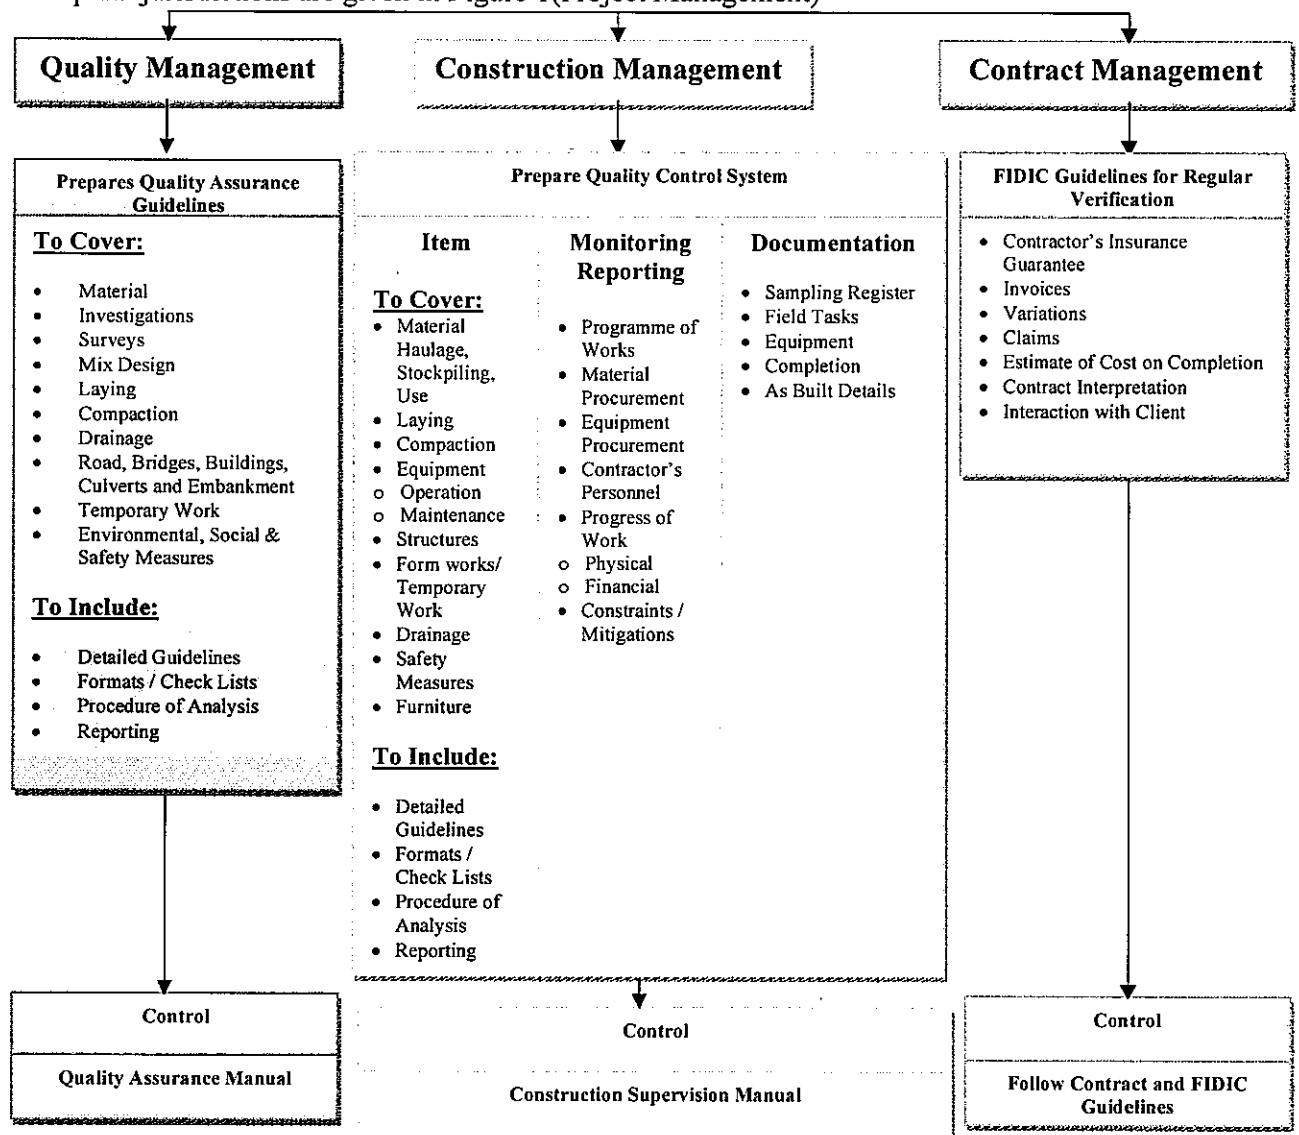 are given in Figure 1(Project Management)
Quality Management
Construction Management
Contract Management
Prepares Quality Assurance
Guidelines
To Cover:
• Material
• Investigations
• Surveys
• Mix Design
• Laying
• Compaction
• Drainage
• Road, Bridges, Buildings,
Culverts and Embankment
• Temporary Work
• Environmental, Social &
Safety Measures
To Include:
• Detailed Guidelines
• Formats / Check Lists
• Procedure of Analysis
• Reporting
Prepare Quality Control System
Item
To Cover:
• Material
Haulage,
Stockpiling,
Use
• Laying
• Compaction
• Equipment
o Operation
o Maintenance
• Structures
• Form works/
Temporary
Work
• Drainage
• Safety
Measures
• Furniture
To Include:
• Detailed
Guidelines
• Formats /
Check Lists
• Procedure of
Analysis
• Reporting
Monitoring
Reporting
• Programme of
Works
• Material
Procurement
• Equipment
Procurement
• Contractor's
Personnel
• Progress of
Work
o Physical
o Financial
• Constraints /
Mitigations
Documentation
• Sampling Register
• Field Tasks
• Equipment
• Completion
• As Built Details
FIDIC Guidelines for Regular
Verification
• Contractor's Insurance
Guarantee
• Invoices
• Variations
• Claims
• Estimate of Cost on Completion
• Contract Interpretation
• Interaction with Client
Control
Quality Assurance Manual
Control
Construction Supervision Manual
Control
Follow Contract and FIDIC
Guidelines